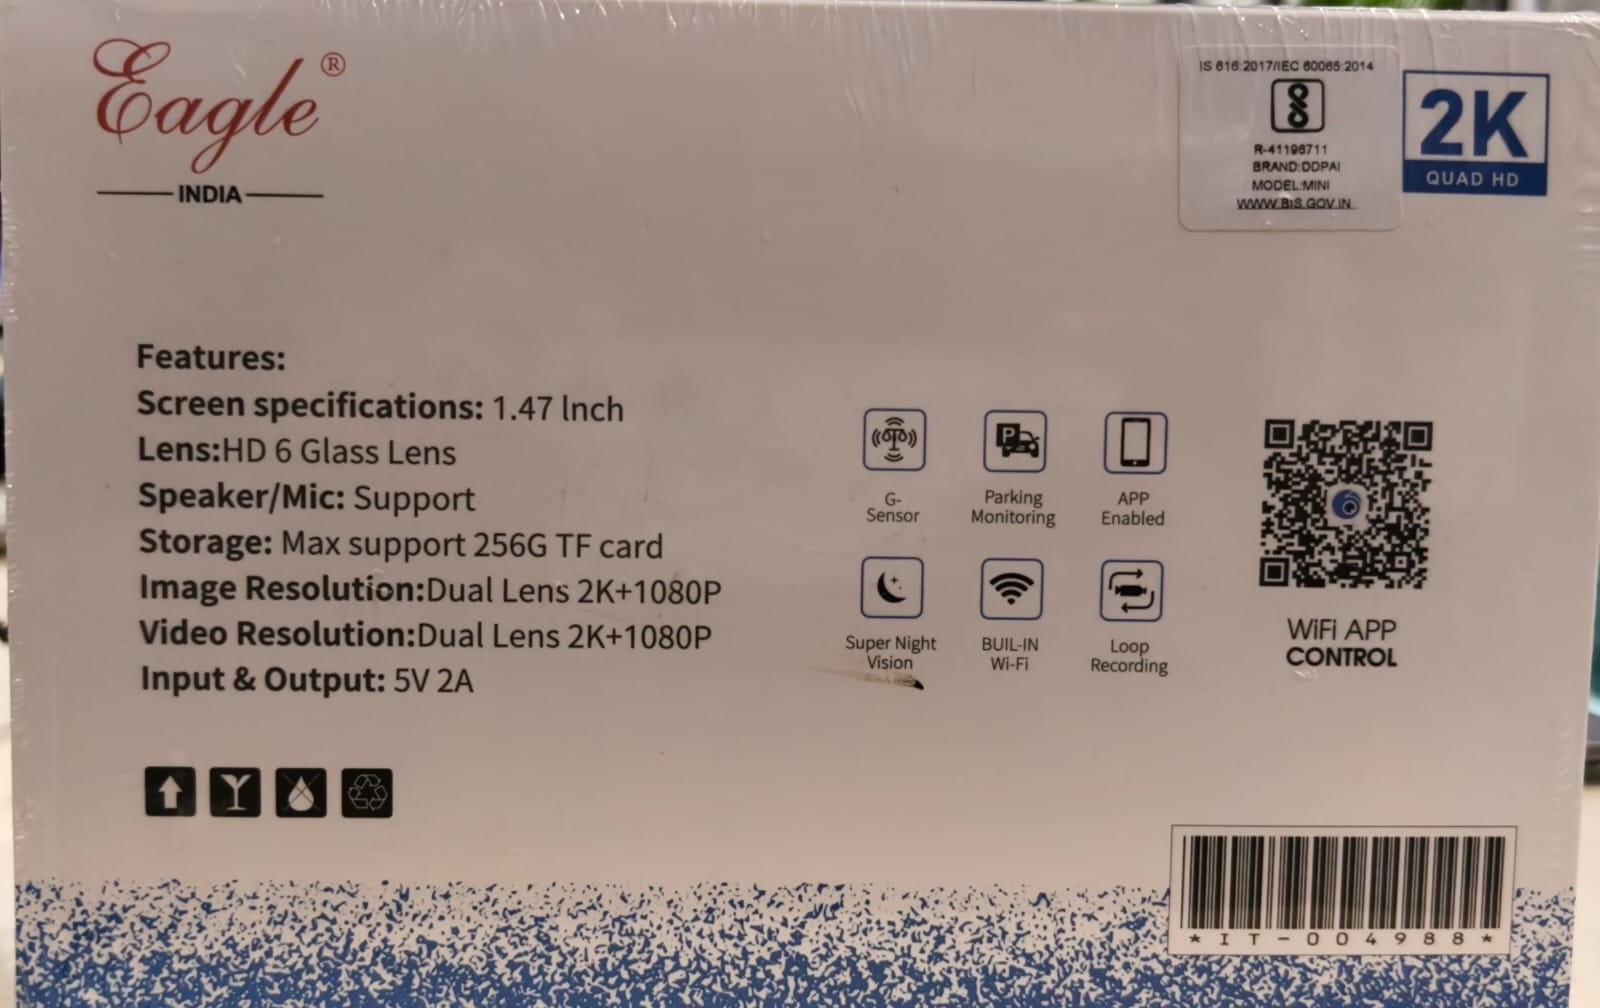 Eagle®
INDIA
IS 616:2017/IEC 60065:2014
R-41196711
BRAND:DDPAI
MODEL:MINI
WWW.BIS.GOV.IN
2K
QUAD HD
Features:
Screen specifications: 1.47 lnch
Lens:HD 6 Glass Lens
Speaker/Mic: Support
Storage: Max support 256G TF card
Image Resolution:Dual Lens 2K+1080P
Video Resolution:Dual Lens 2K+1080P
Input & Output: 5V 2A
P
G-
Sensor
Parking
Monitoring
APP
Enabled
Super Night
Vision
BUIL-IN
Wi-Fi
Loop
Recording
WiFi APP
CONTROL
*IT-004988*